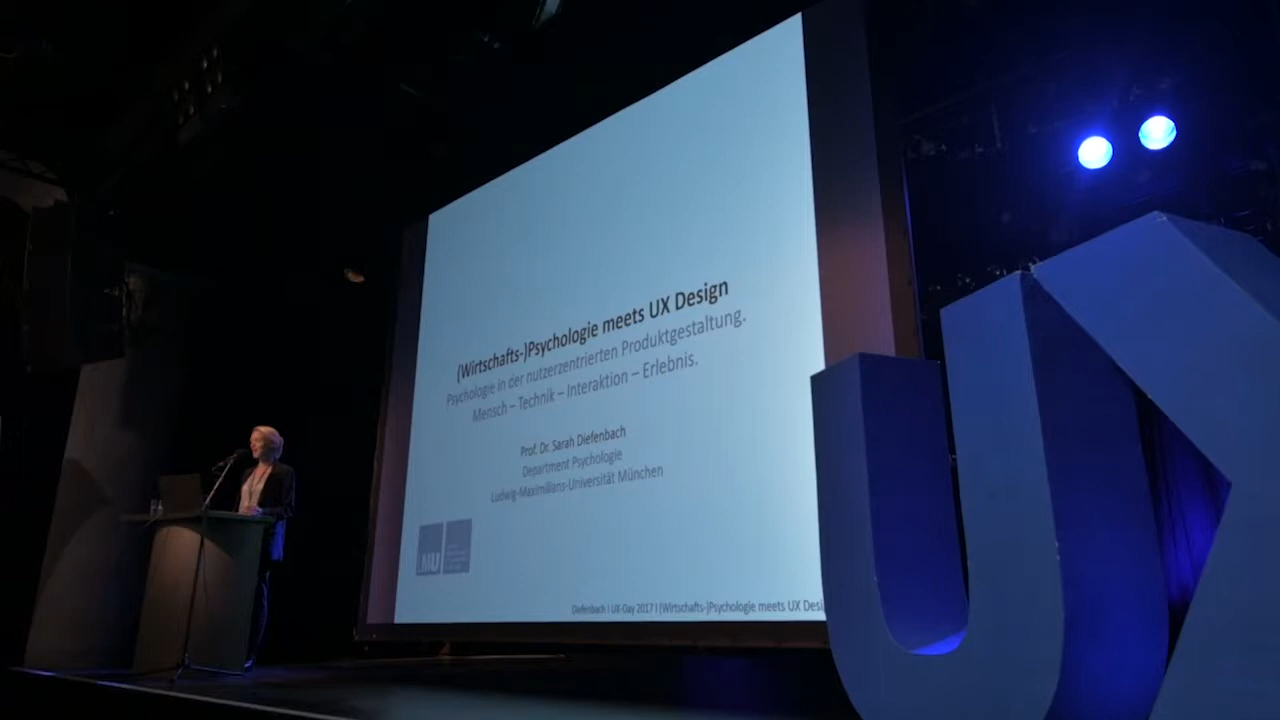 (Wirtschafts-)Psychologie meets UX Design
Psychologie in der nutzerzentrierten Produktgestaltung.
Mensch – Technik – Interaktion – Erlebnis.
Prof. Dr. Sarah Diefenbach
Department Psychologie
Ludwig-Maximilians-Universität München
LMU
Diefenbach I UX-Day 2017 I (Wirtschafts-)Psychologie meets UX Desi
UX